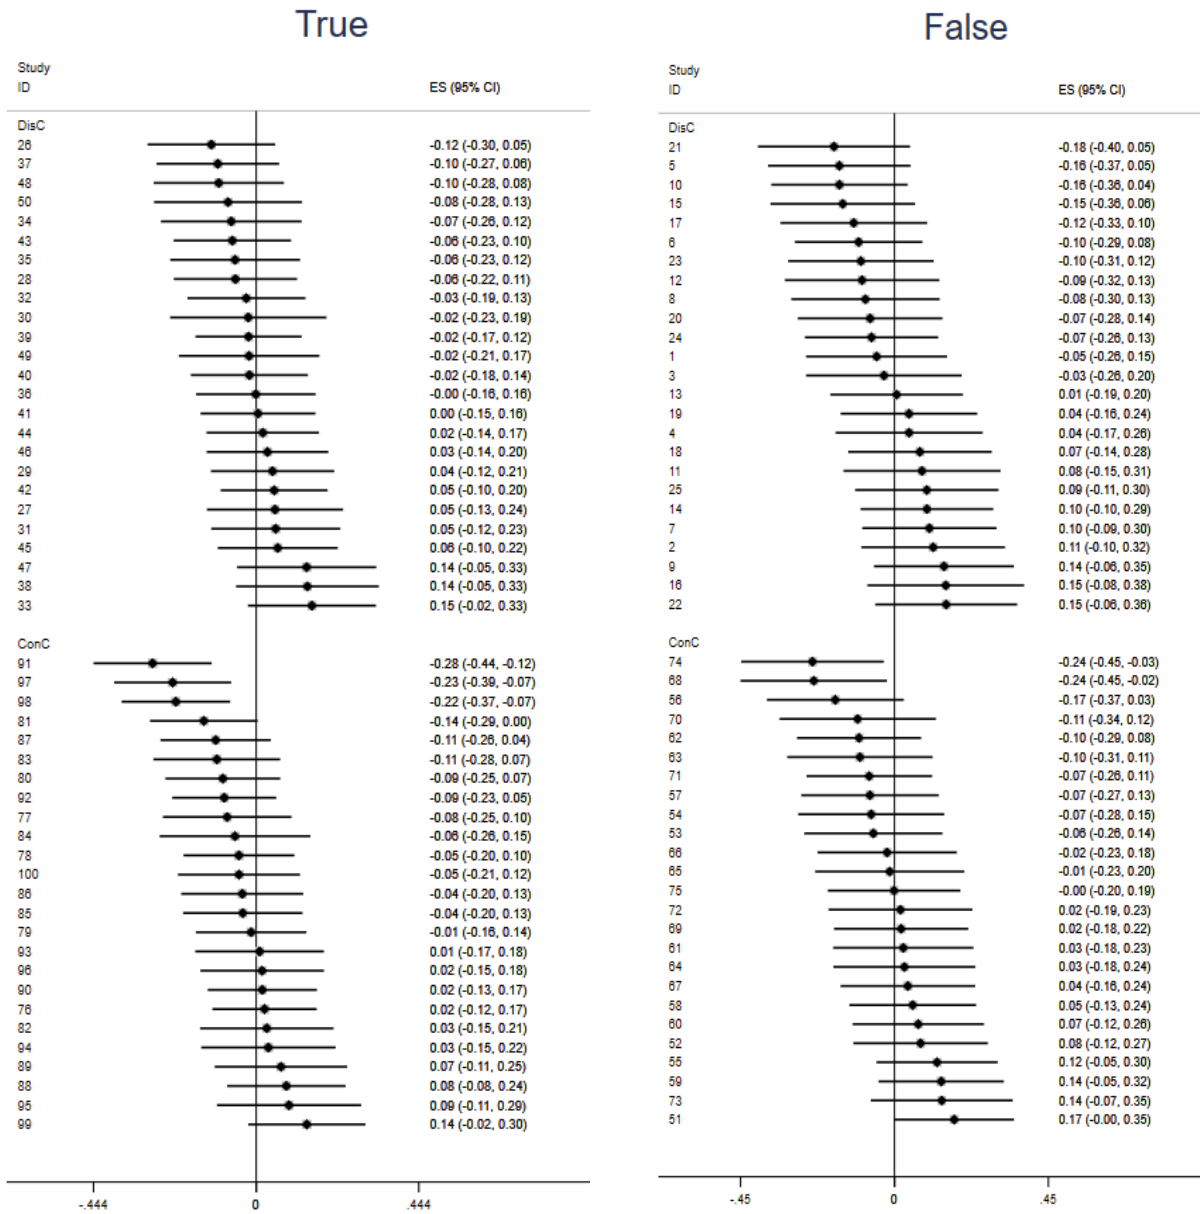 True
Study
ID ES (95% CI)
DisC
26 -0.12 (-0.30, 0.05)
37 -0.10 (-0.27, 0.06)
48 -0.10 (-0.28, 0.08)
50 -0.08 (-0.28, 0.13)
34 -0.07 (-0.26, 0.12)
43 -0.06 (-0.23, 0.10)
35 -0.06 (-0.23, 0.12)
28 -0.06 (-0.22, 0.11)
32 -0.03 (-0.19, 0.13)
30 -0.02 (-0.23, 0.19)
39 -0.02 (-0.17, 0.12)
49 -0.02 (-0.21, 0.17)
40 -0.02 (-0.18, 0.14)
36 -0.00 (-0.16, 0.16)
41 0.00 (-0.15, 0.16)
44 0.02 (-0.14, 0.17)
46 0.03 (-0.14, 0.20)
29 0.04 (-0.12, 0.21)
42 0.05 (-0.10, 0.20)
27 0.05 (-0.13, 0.24)
31 0.05 (-0.12, 0.23)
45 0.06 (-0.10, 0.22)
47 0.14 (-0.05, 0.33)
38 0.14 (-0.05, 0.33)
33 0.15 (-0.02, 0.33)
ConC
91 -0.28 (-0.44, -0.12)
97 -0.23 (-0.39, -0.07)
98 -0.22 (-0.37, -0.07)
81 -0.14 (-0.29, 0.00)
87 -0.11 (-0.26, 0.04)
83 -0.11 (-0.28, 0.07)
80 -0.09 (-0.25, 0.07)
92 -0.09 (-0.23, 0.05)
77 -0.08 (-0.25, 0.10)
84 -0.06 (-0.26, 0.15)
78 -0.05 (-0.20, 0.10)
100 -0.05 (-0.21, 0.12)
86 -0.04 (-0.20, 0.13)
85 -0.04 (-0.20, 0.13)
79 -0.01 (-0.16, 0.14)
93 0.01 (-0.17, 0.18)
96 0.02 (-0.15, 0.18)
90 0.02 (-0.13, 0.17)
76 0.02 (-0.12, 0.17)
82 0.03 (-0.15, 0.21)
94 0.03 (-0.15, 0.22)
89 0.07 (-0.11, 0.25)
88 0.08 (-0.08, 0.24)
95 0.09 (-0.11, 0.29)
99 0.14 (-0.02, 0.30)
-.444 0 .444
False
Study
ID ES (95% CI)
DisC
21 -0.18 (-0.40, 0.05)
5 -0.16 (-0.37, 0.05)
10 -0.16 (-0.36, 0.04)
15 -0.15 (-0.36, 0.06)
17 -0.12 (-0.33, 0.10)
6 -0.10 (-0.29, 0.08)
23 -0.10 (-0.31, 0.12)
12 -0.09 (-0.32, 0.13)
8 -0.08 (-0.30, 0.13)
20 -0.07 (-0.28, 0.14)
24 -0.07 (-0.26, 0.13)
1 -0.05 (-0.26, 0.15)
3 -0.03 (-0.26, 0.20)
13 0.01 (-0.19, 0.20)
19 0.04 (-0.16, 0.24)
4 0.04 (-0.17, 0.26)
18 0.07 (-0.14, 0.28)
11 0.08 (-0.15, 0.31)
25 0.09 (-0.11, 0.30)
14 0.10 (-0.10, 0.29)
7 0.10 (-0.09, 0.30)
2 0.11 (-0.10, 0.32)
9 0.14 (-0.06, 0.35)
16 0.15 (-0.08, 0.38)
22 0.15 (-0.06, 0.36)
ConC
74 -0.24 (-0.45, -0.03)
68 -0.24 (-0.45, -0.02)
56 -0.17 (-0.37, 0.03)
70 -0.11 (-0.34, 0.12)
62 -0.10 (-0.29, 0.08)
63 -0.10 (-0.31, 0.11)
71 -0.07 (-0.26, 0.11)
57 -0.07 (-0.27, 0.13)
54 -0.07 (-0.28, 0.15)
53 -0.06 (-0.26, 0.14)
66 -0.02 (-0.23, 0.18)
65 -0.01 (-0.23, 0.20)
75 -0.00 (-0.20, 0.19)
72 0.02 (-0.19, 0.23)
69 0.02 (-0.18, 0.22)
61 0.03 (-0.18, 0.23)
64 0.03 (-0.18, 0.24)
67 0.04 (-0.16, 0.24)
58 0.05 (-0.13, 0.24)
60 0.07 (-0.12, 0.26)
52 0.08 (-0.12, 0.27)
55 0.12 (-0.05, 0.30)
59 0.14 (-0.05, 0.32)
73 0.14 (-0.07, 0.35)
51 0.17 (-0.00, 0.35)
-.45 0 .45